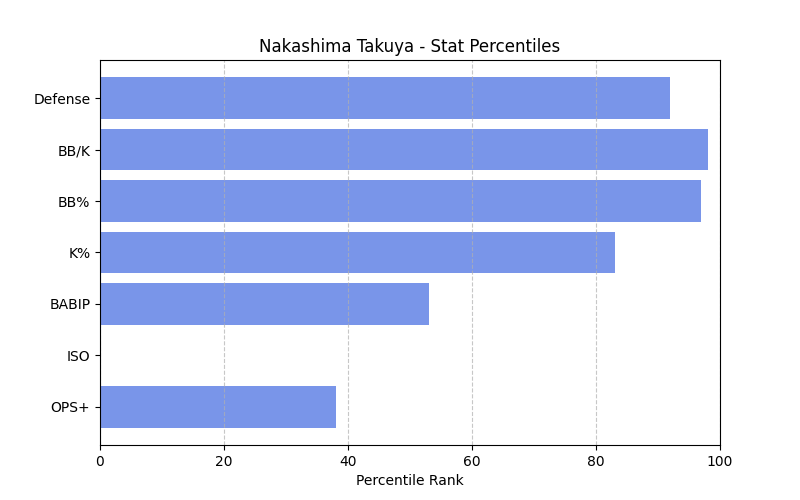 Nakashima Takuya - Stat Percentiles
Defense
BB/K
BB%
K%
BABIP
ISO
OPS+
0 20 40 60 80 100
Percentile Rank